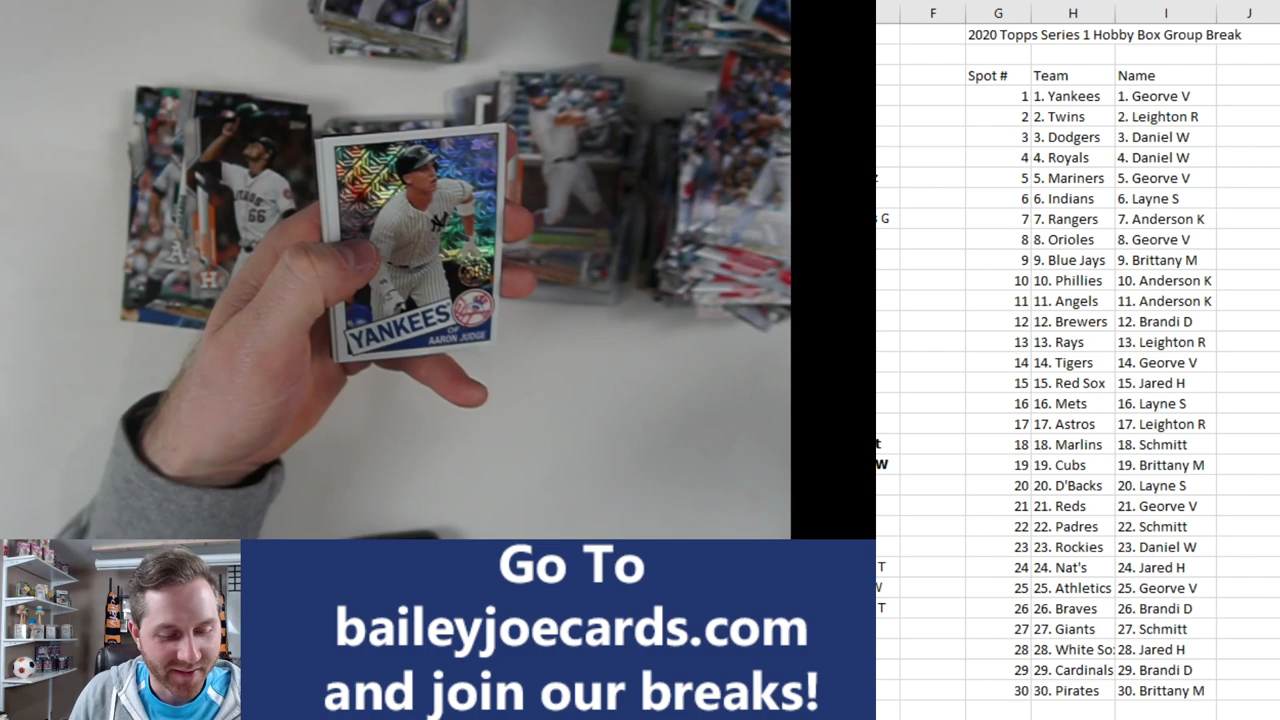 66
H
YANKEES
OF
AARON JUDGE
Go To
baileyjoecards.com
and join our breaks!
F G H I J
2020 Topps Series 1 Hobby Box Group Break
Spot # Team Name
1 1. Yankees 1. Georve V
2 2. Twins 2. Leighton R
3 3. Dodgers 3. Daniel W
4 4. Royals 4. Daniel W
5 5. Mariners 5. Georve V
6 6. Indians 6. Layne S
G 7 7. Rangers 7. Anderson K
8 8. Orioles 8. Georve V
9 9. Blue Jays 9. Brittany M
10 10. Phillies 10. Anderson K
11 11. Angels 11. Anderson K
12 12. Brewers 12. Brandi D
13 13. Rays 13. Leighton R
14 14. Tigers 14. Georve V
15 15. Red Sox 15. Jared H
16 16. Mets 16. Layne S
17 17. Astros 17. Leighton R
t 18 18. Marlins 18. Schmitt
W 19 19. Cubs 19. Brittany M
20 20. D'Backs 20. Layne S
21 21. Reds 21. Georve V
22 22. Padres 22. Schmitt
23 23. Rockies 23. Daniel W
T 24 24. Nat's 24. Jared H
25 25. Athletics 25. Georve V
T 26 26. Braves 26. Brandi D
27 27. Giants 27. Schmitt
28 28. White So 28. Jared H
29 29. Cardinals 29. Brandi D
30 30. Pirates 30. Brittany M